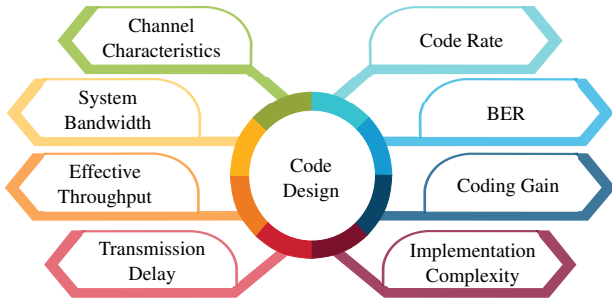 Channel
Characteristics
Code Rate
System
Bandwidth
BER
Effective
Throughput
Code
Design
Coding Gain
Transmission
Delay
Implementation
Complexity